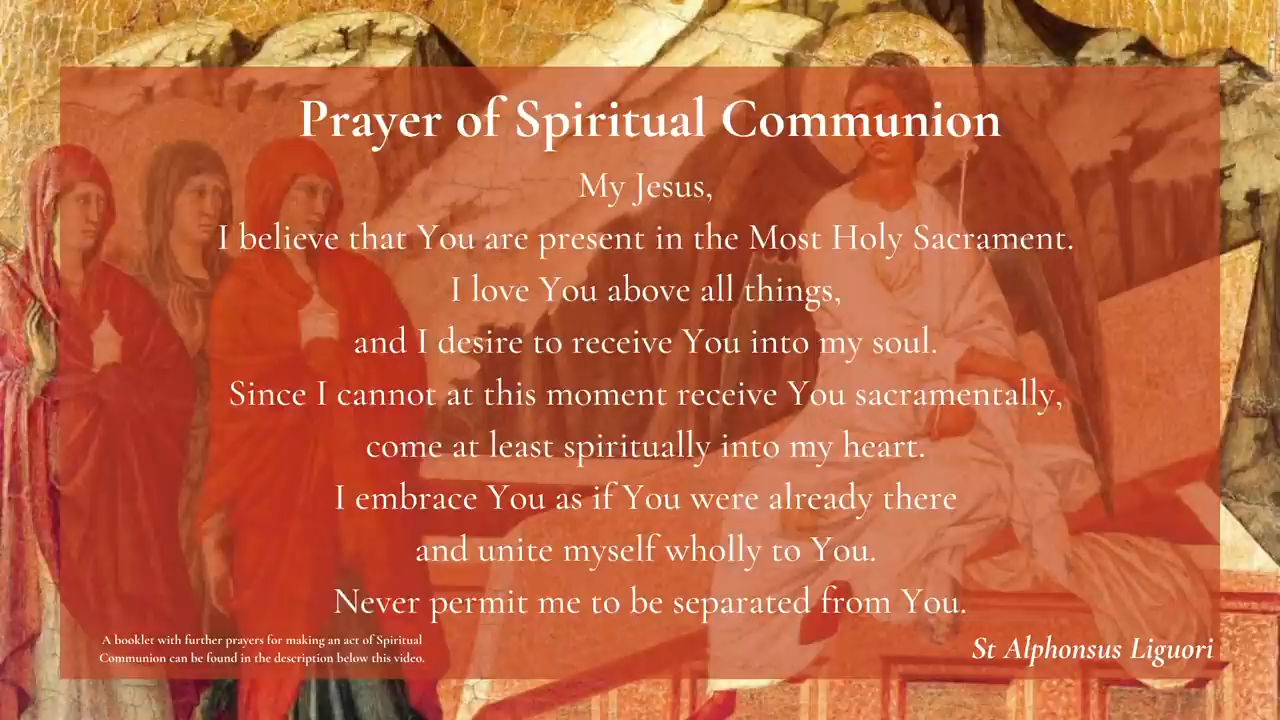 Prayer of Spiritual Communion
My Jesus,
I believe that You are present in the Most Holy Sacrament.
I love You above all things,
and I desire to receive You into my soul.
Since I cannot at this moment receive You sacramentally,
come at least spiritually into my heart.
I embrace You as if You were already there
and unite myself wholly to You.
Never permit me to be separated from You.
A booklet with further prayers for making an act of Spiritual
Communion can be found in the description below this video.
St Alphonsus Liguori